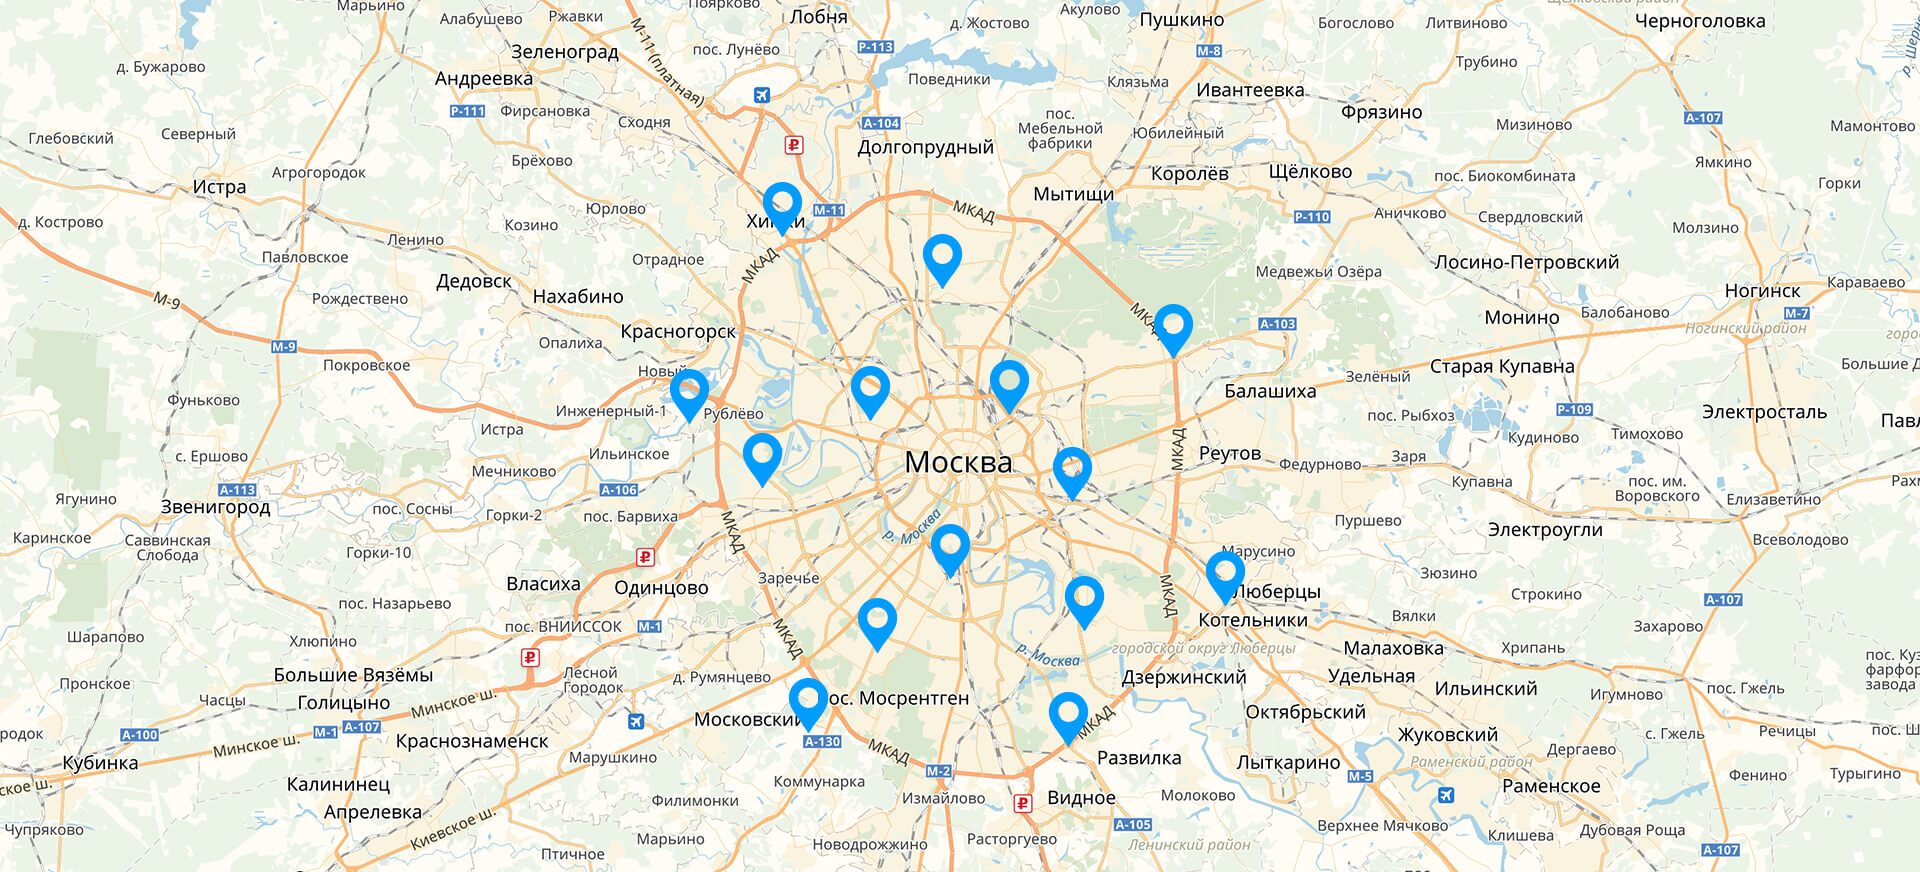 Марьино
Алабушево
Ржавки
Поярково
Лобня
д. Жостово
Акулово
Пушкино
Богослово
Литвиново
Щёлковский район
Черноголовка
М-11 (платная)
Зеленоград
пос. Лунёво
Р-113
М-8
Трубино
д. Бужарово
Андреевка
Поведники
Клязьма
Ивантеевка
Р-111
Фирсановка
Сходня
А-104
пос.
Мебельной
фабрики
Юбилейный
Фрязино
Мизиново
А-107
Мамонтово
Глебовский
Северный
Долгопрудный
Брёхово
Агрогородок
Истра
Мытищи
Королёв
Щёлково
пос. Биокомбината
Ямкино
Горки
д. Кострово
Юрлово
Козино
Химки
М-11
МКАД
Р-110
Аничково
Свердловский
Молзино
Ленино
Павловское
Отрадное
МКАД
Медвежьи Озёра
Лосино-Петровский
Дедовск
Нахабино
Рождествено
М-9
Ногинск
Караваево
Красногорск
Опалиха
МКАД
А-103
Монино
Балобаново
М-7
Ногинский район
М-9
Покровское
Новый
Зелёный
Старая Купавна
Фуньково
Инженерный-1
Рублёво
Балашиха
пос. Рыбхоз
Р-109
Электросталь
Истра
Ильинское
с. Ершово
Мечниково
Москва
МКАД
Реутов
Федурново
Заря
Кудиново
Тимохово
Ягунино
А-113
Звенигород
А-106
пос. Сосны
Горки-2
пос. Барвиха
Купавна
пос. им.
Воровского
Елизаветино
Каринское
Саввинская
Слобода
Горки-10
МКАД
р. Москва
Пуршево
Электроугли
Всеволодово
Власиха
Одинцово
Заречье
Марусино
Люберцы
Зюзино
Строкино
А-107
пос. Назарьево
МКАД
Котельники
Вялки
Захарово
Шарапово
Хлюпино
пос. ВНИИССОК
М-1
МКАД
р. Москва
городской округ Люберцы
Малаховка
Хрипань
Пронское
Большие Вязёмы
Лесной
Городок
д. Румянцево
Дзержинский
Удельная
Ильинский
Игумново
пос. Гжель
Часцы
Голицыно
Минское ш.
Московский
пос. Мосрентген
Октябрьский
А-100
Минское ш.
М-1
А-107
Краснознаменск
А-130
МКАД
МКАД
Жуковский
с. Гжель
Речицы
Кубинка
Марушкино
Развилка
Лыткарино
Раменский район
Дергаево
Калининец
Коммунарка
М-2
М-5
Раменское
Фенино
Турыгино
Апрелевка
Филимонки
Измайлово
Видное
Молоково
Чупряково
Киевское ш.
Марьино
Птичное
Новодрожжино
Расторгуево
А-105
Ленинский район
Верхнее Мячково
Клишева
Дубовая Роща
А-107